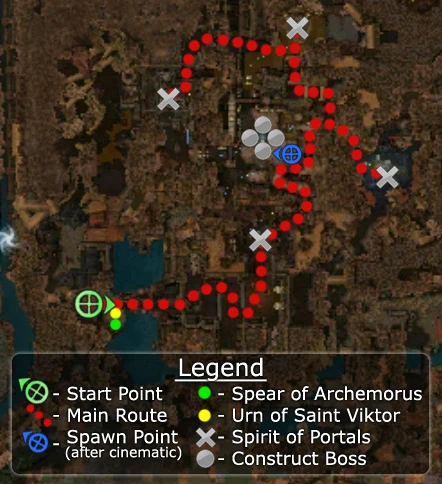 Legend
- Start Point
- Main Route
- Spawn Point
(after cinematic)
- Spear of Archemorus
- Urn of Saint Viktor
- Spirit of Portals
- Construct Boss